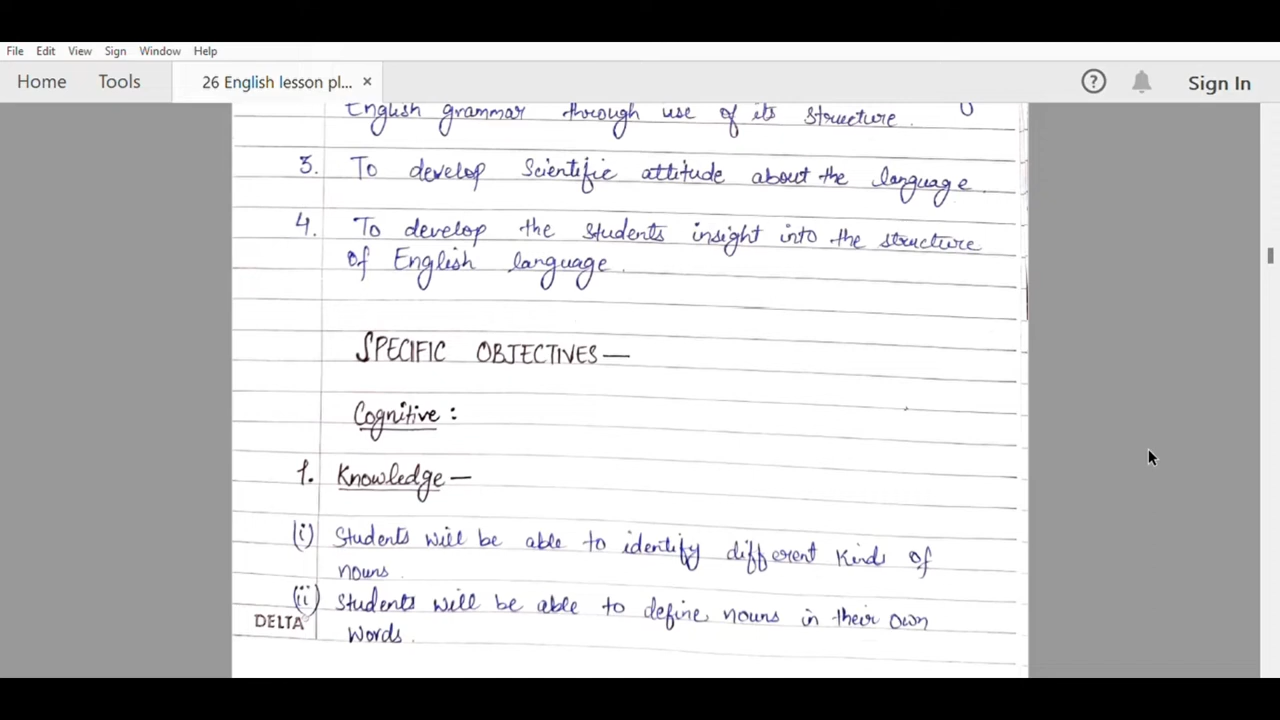 File Edit View Sign Window Help
Home Tools 26 English lesson pl... × ? Sign In
English grammar through use of its structure.
3. To develop Scientific attitude about the language.
4. To develop the students insight into the structure
of English language.
SPECIFIC OBJECTIVES—
Cognitive :
1. Knowledge —
(i) Students will be able to identify different kinds of
nouns.
(ii) Students will be able to define nouns in their own
DELTA
words.